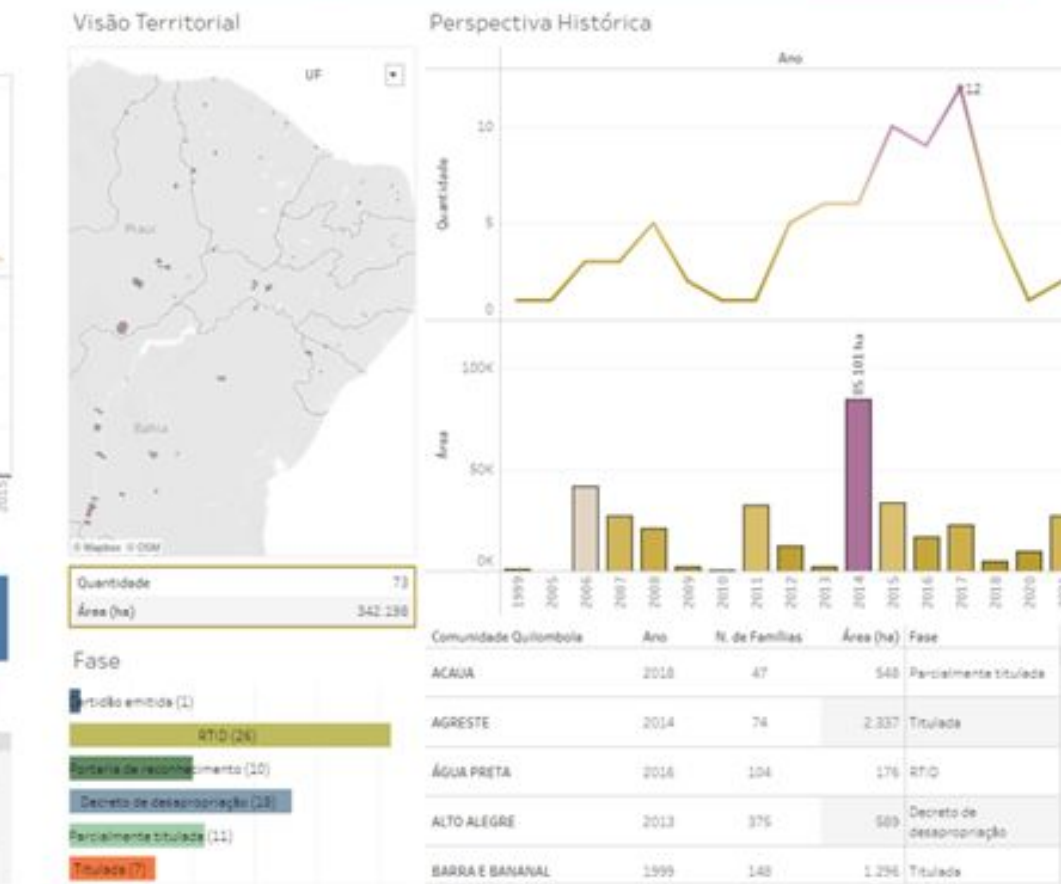 Visão Territorial
UF
Piauí
Bahia
© Mapbox © OSM
Quantidade 73
Área (ha) 342.198
Fase
ertidão emitida (1)
RTID (26)
Portaria de reconhecimento (10)
Decreto de desapropriação (18)
Parcialmente titulada (11)
Titulada (7)
Perspectiva Histórica
Ano
Quantidade
10
5
0
12
Área
100K
50K
0K
85 101 ha
1999 2005 2006 2007 2008 2009 2010 2011 2012 2013 2014 2015 2016 2017 2018 2020
Comunidade Quilombola Ano N. de Famílias Área (ha) Fase
ACAUA 2018 47 548 Parcialmente titulada
AGRESTE 2014 74 2.337 Titulada
ÁGUA PRETA 2016 104 176 RTID
ALTO ALEGRE 2013 375 589 Decreto de
desapropriação
BARRA E BANANAL 1999 148 1.296 Titulada
2015